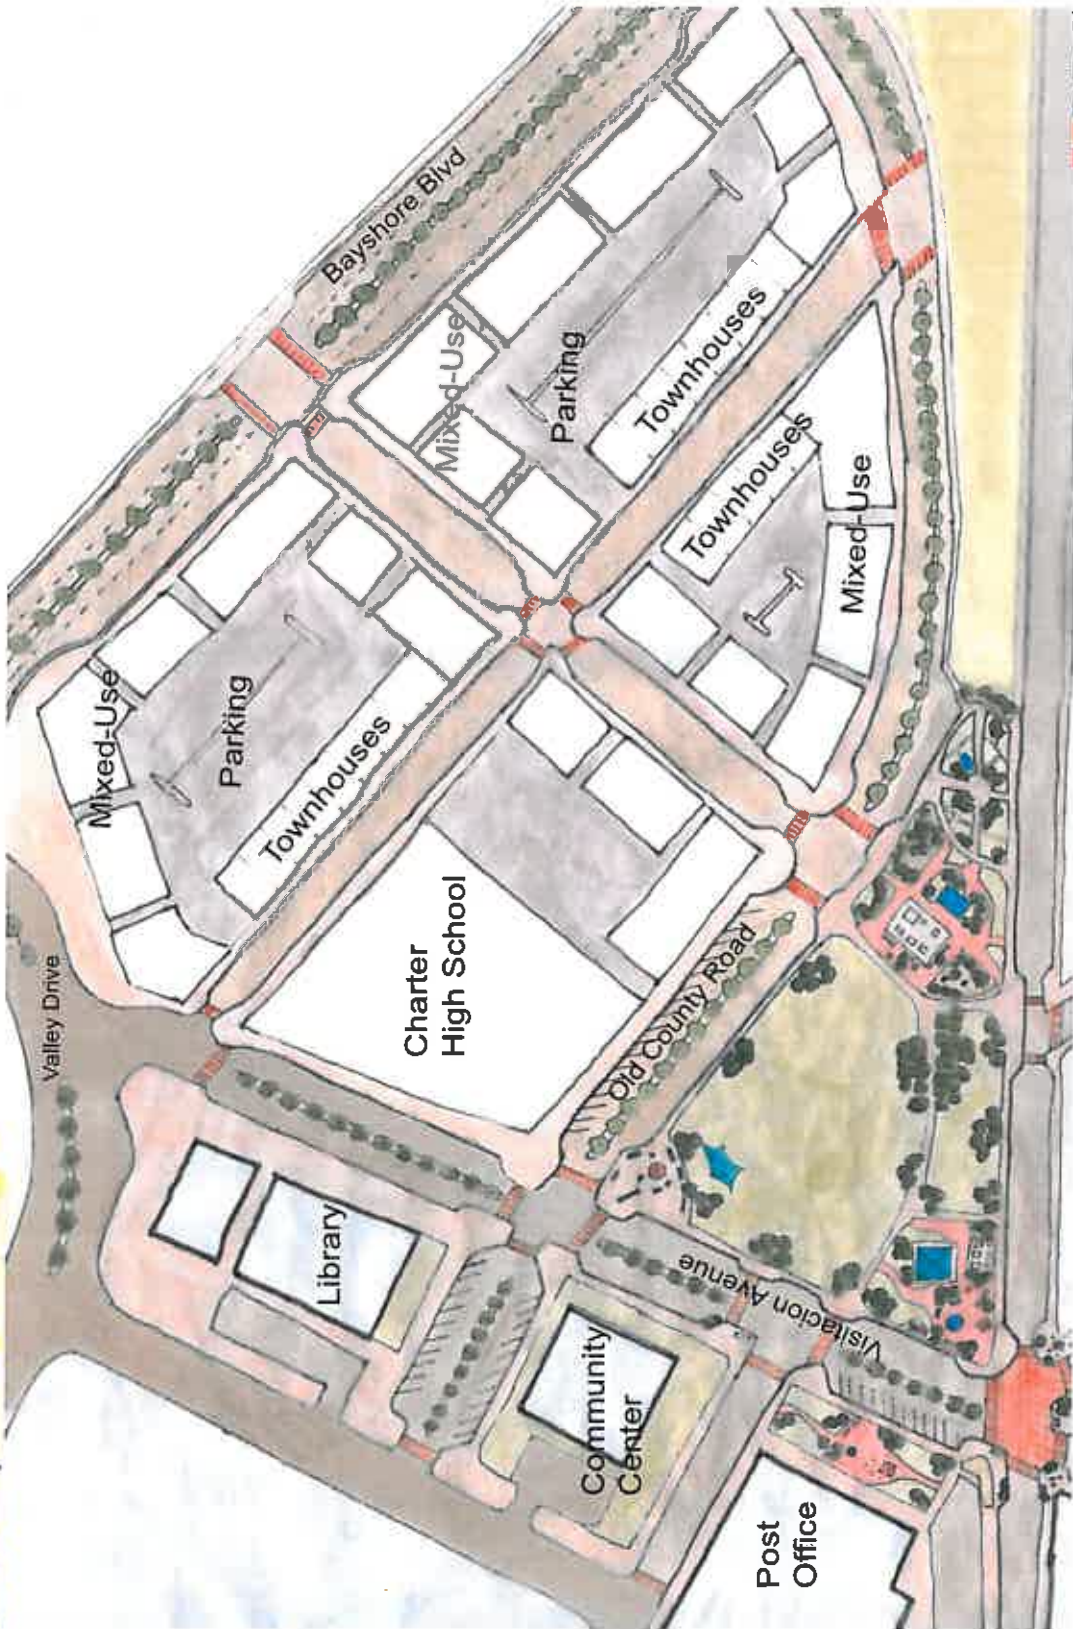 Bayshore Blvd
Mixed-Use
Parking
Townhouses
Townhouses
Mixed-Use
Mixed-Use
Parking
Townhouses
Valley Drive
Charter
High School
Old County Road
Library
Visitacion Avenue
Community
Center
Post
Office